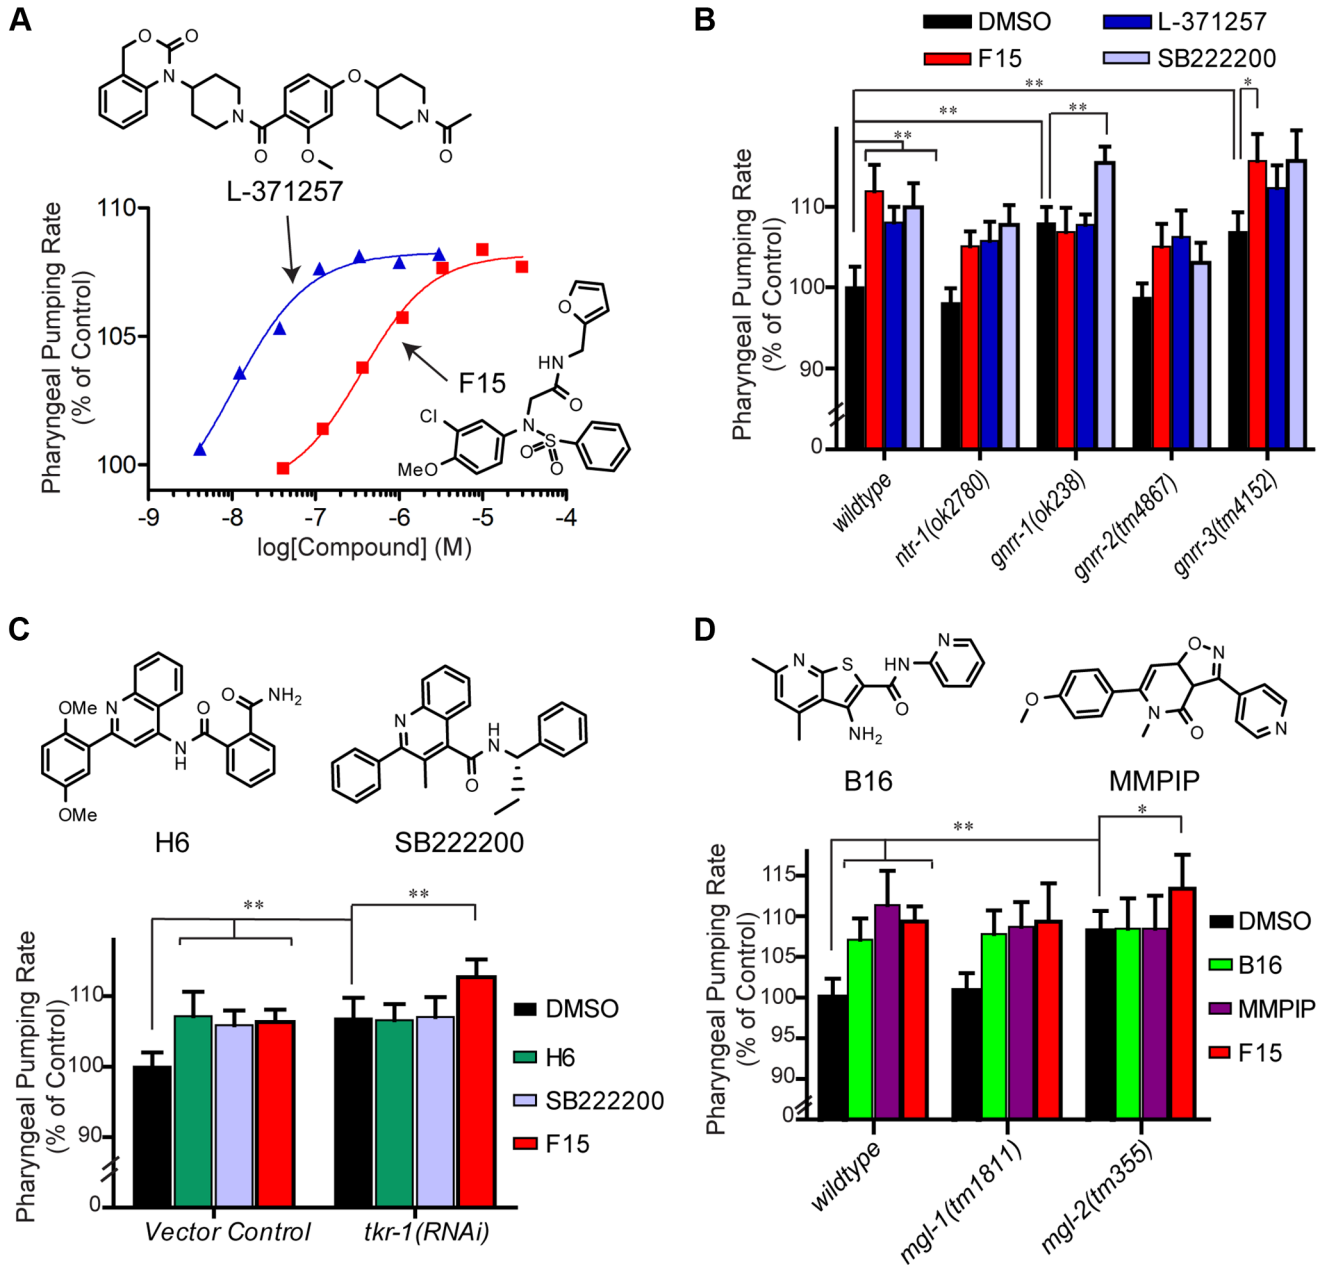 A
O
O
N
O
N
O
O
N
O
L-371257
Pharyngeal Pumping Rate
(% of Control)
110
105
100
F15
O
HN
O
N
Cl
S
O
O
MeO
-9 -8 -7 -6 -5 -4
log[Compound] (M)
B
DMSO
L-371257
F15
SB222200
**
*
**
**
**
Pharyngeal Pumping Rate
(% of Control)
110
100
90
0
wildtype
ntr-1(ok2780)
gnrr-1(ok238)
gnrr-2(tm4867)
gnrr-3(tm4152)
C
OMe
N
O
N
H
O
NH2
OMe
H6
N
H
N
O
SB222200
**
**
Pharyngeal Pumping Rate
(% of Control)
110
100
90
0
Vector Control
tkr-1(RNAi)
DMSO
H6
SB222200
F15
D
N
S
HN
N
O
NH2
B16
O
O
N
N
O
N
MMPIP
**
*
Pharyngeal Pumping Rate
(% of Control)
115
110
105
100
95
90
0
wildtype
mgl-1(tm1811)
mgl-2(tm355)
DMSO
B16
MMPIP
F15